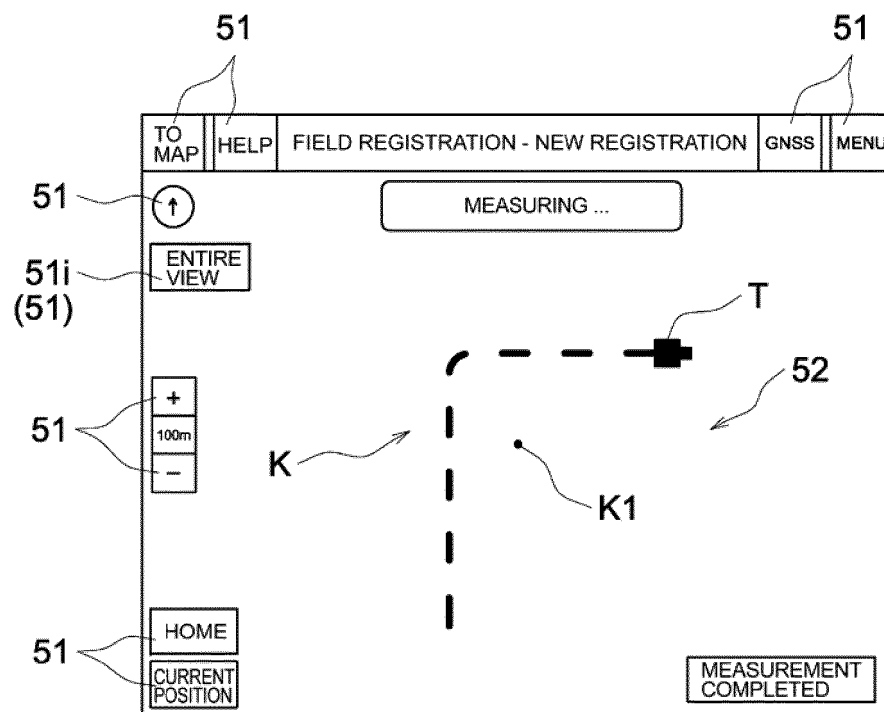 51 51
TO
MAP HELP FIELD REGISTRATION - NEW REGISTRATION GNSS MENU
51 ↑ MEASURING ...
ENTIRE
VIEW
51i
(51)
T
52
+
51 100m
−
K
K1
HOME
51
CURRENT
POSITION
MEASUREMENT
COMPLETED